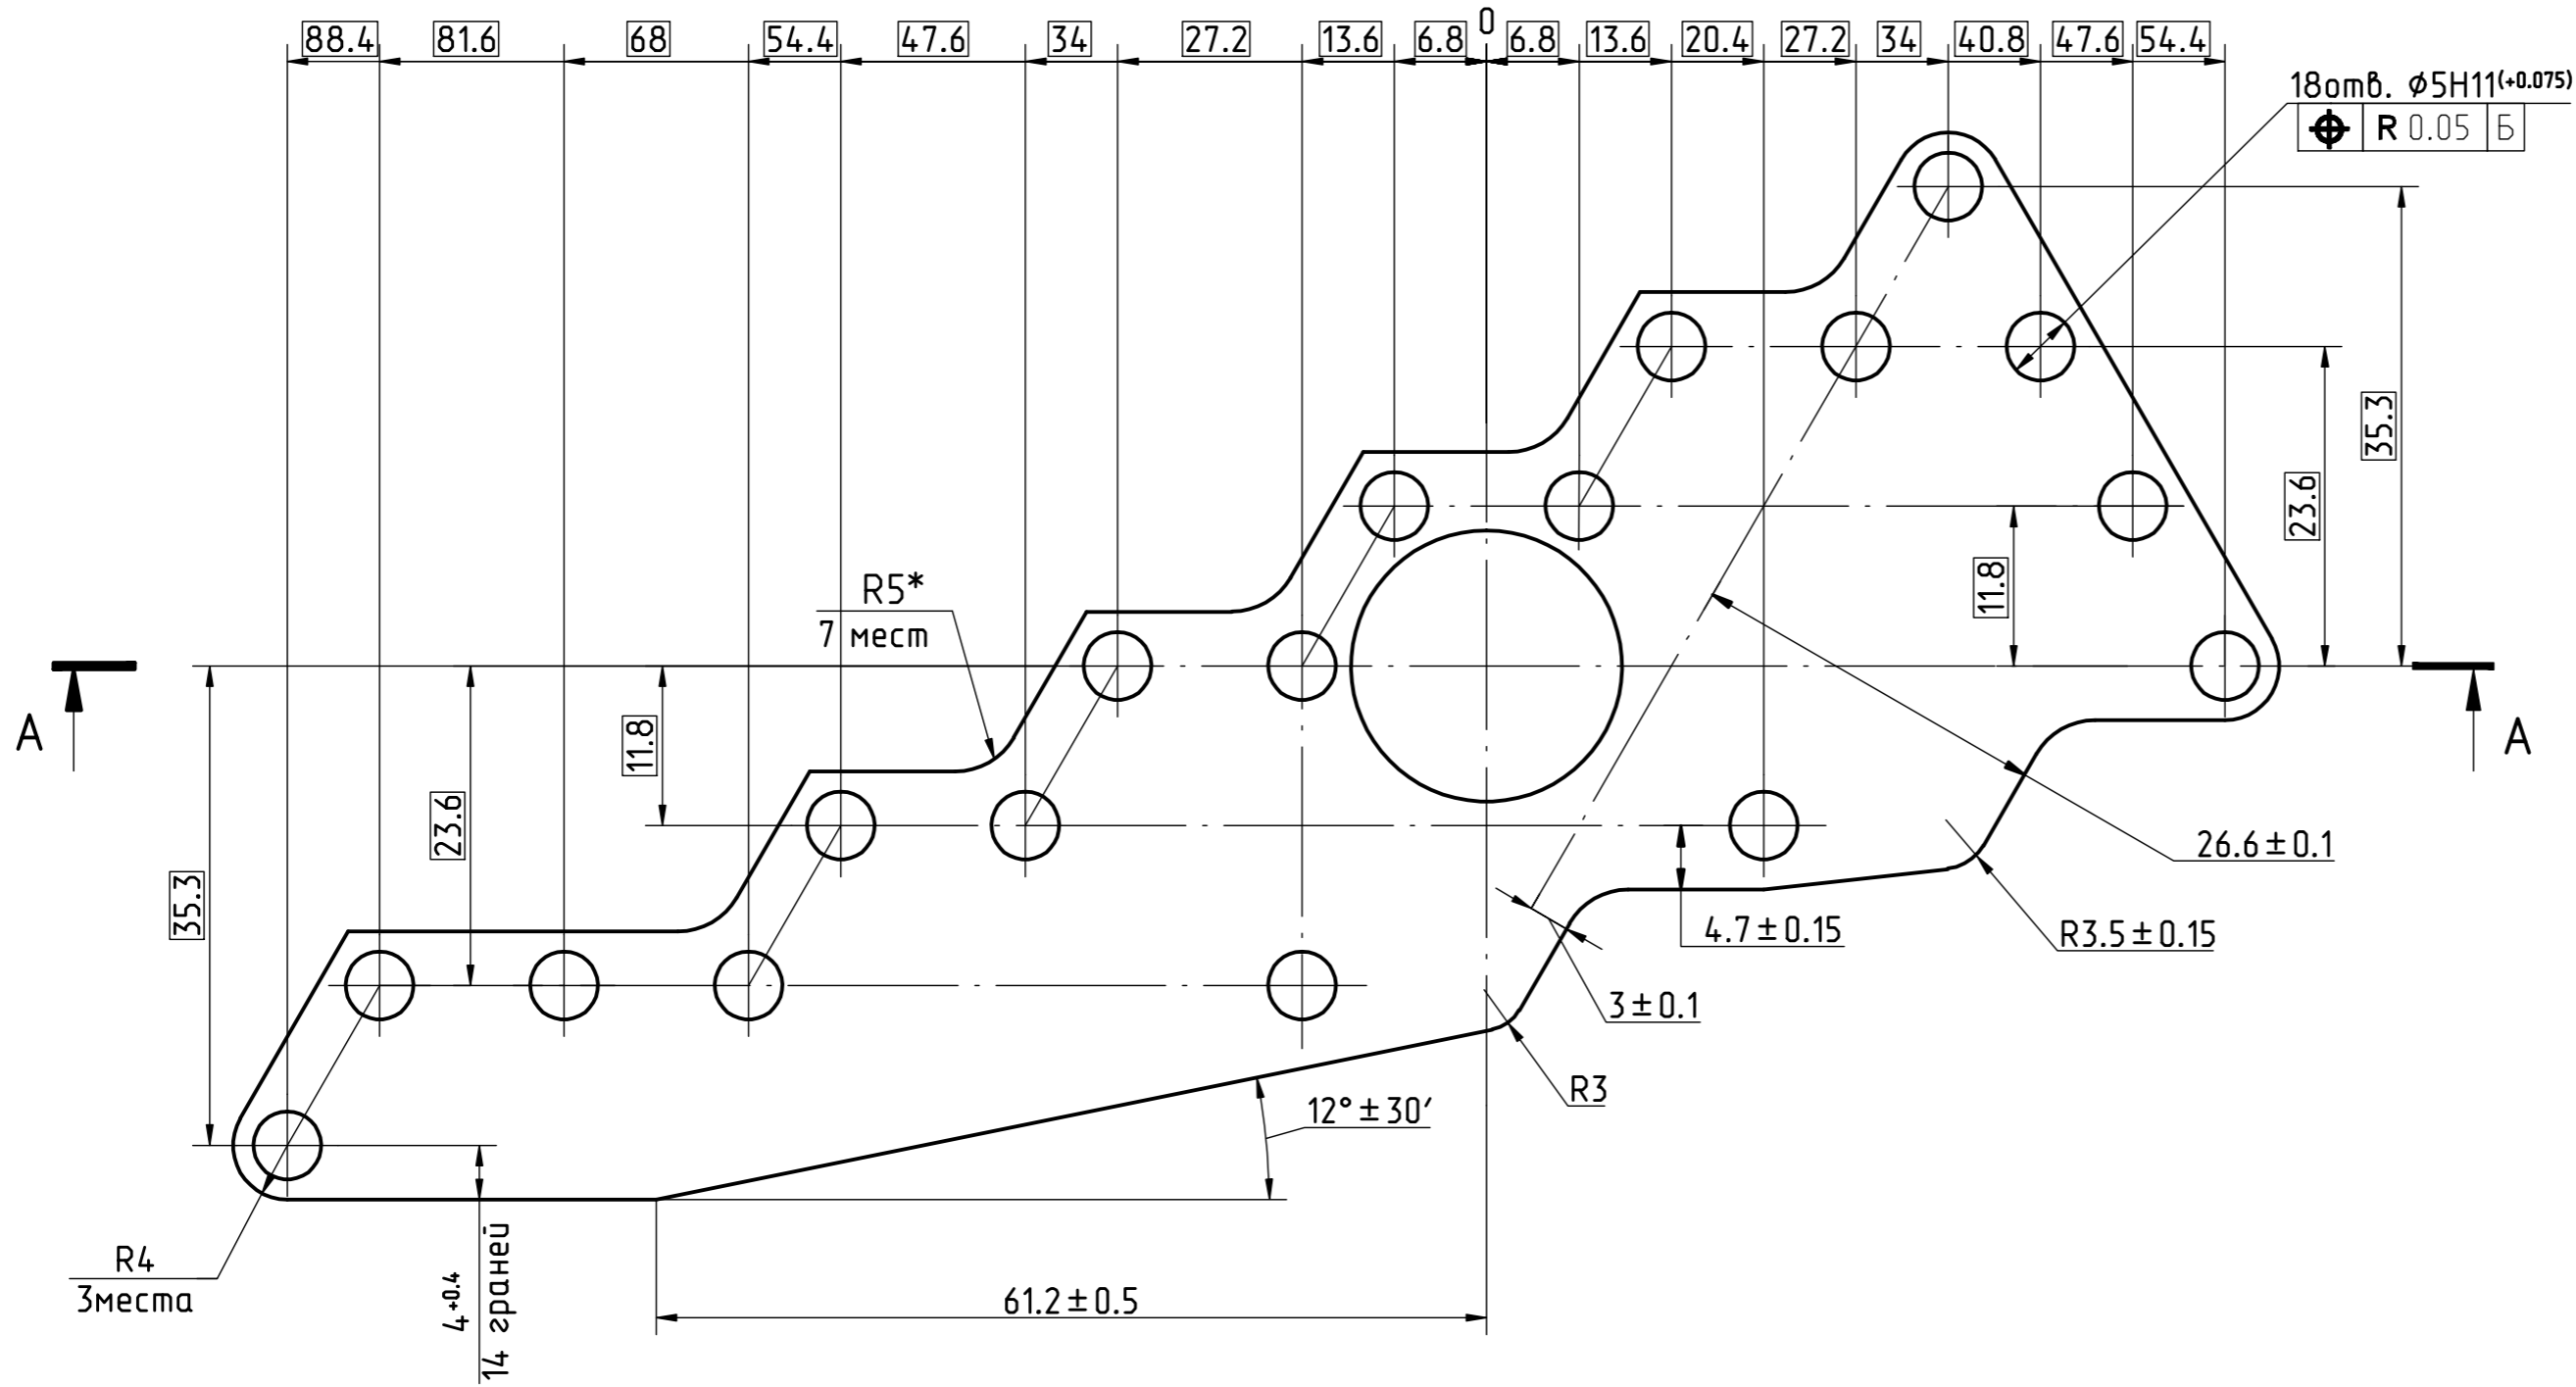 88.4 81.6 68 54.4 47.6 34 27.2 13.6 6.8 0 6.8 13.6 20.4 27.2 34 40.8 47.6 54.4
18отв. ⌀5H11(+0.075)
⌖ R 0.05 Б
35.3
23.6
11.8
R5*
7 мест
А
А
11.8
23.6
35.3
26.6±0.1
4.7±0.15
R3.5±0.15
3±0.1
R3
12°±30′
R4
3места
4+0.4
14 граней
61.2±0.5